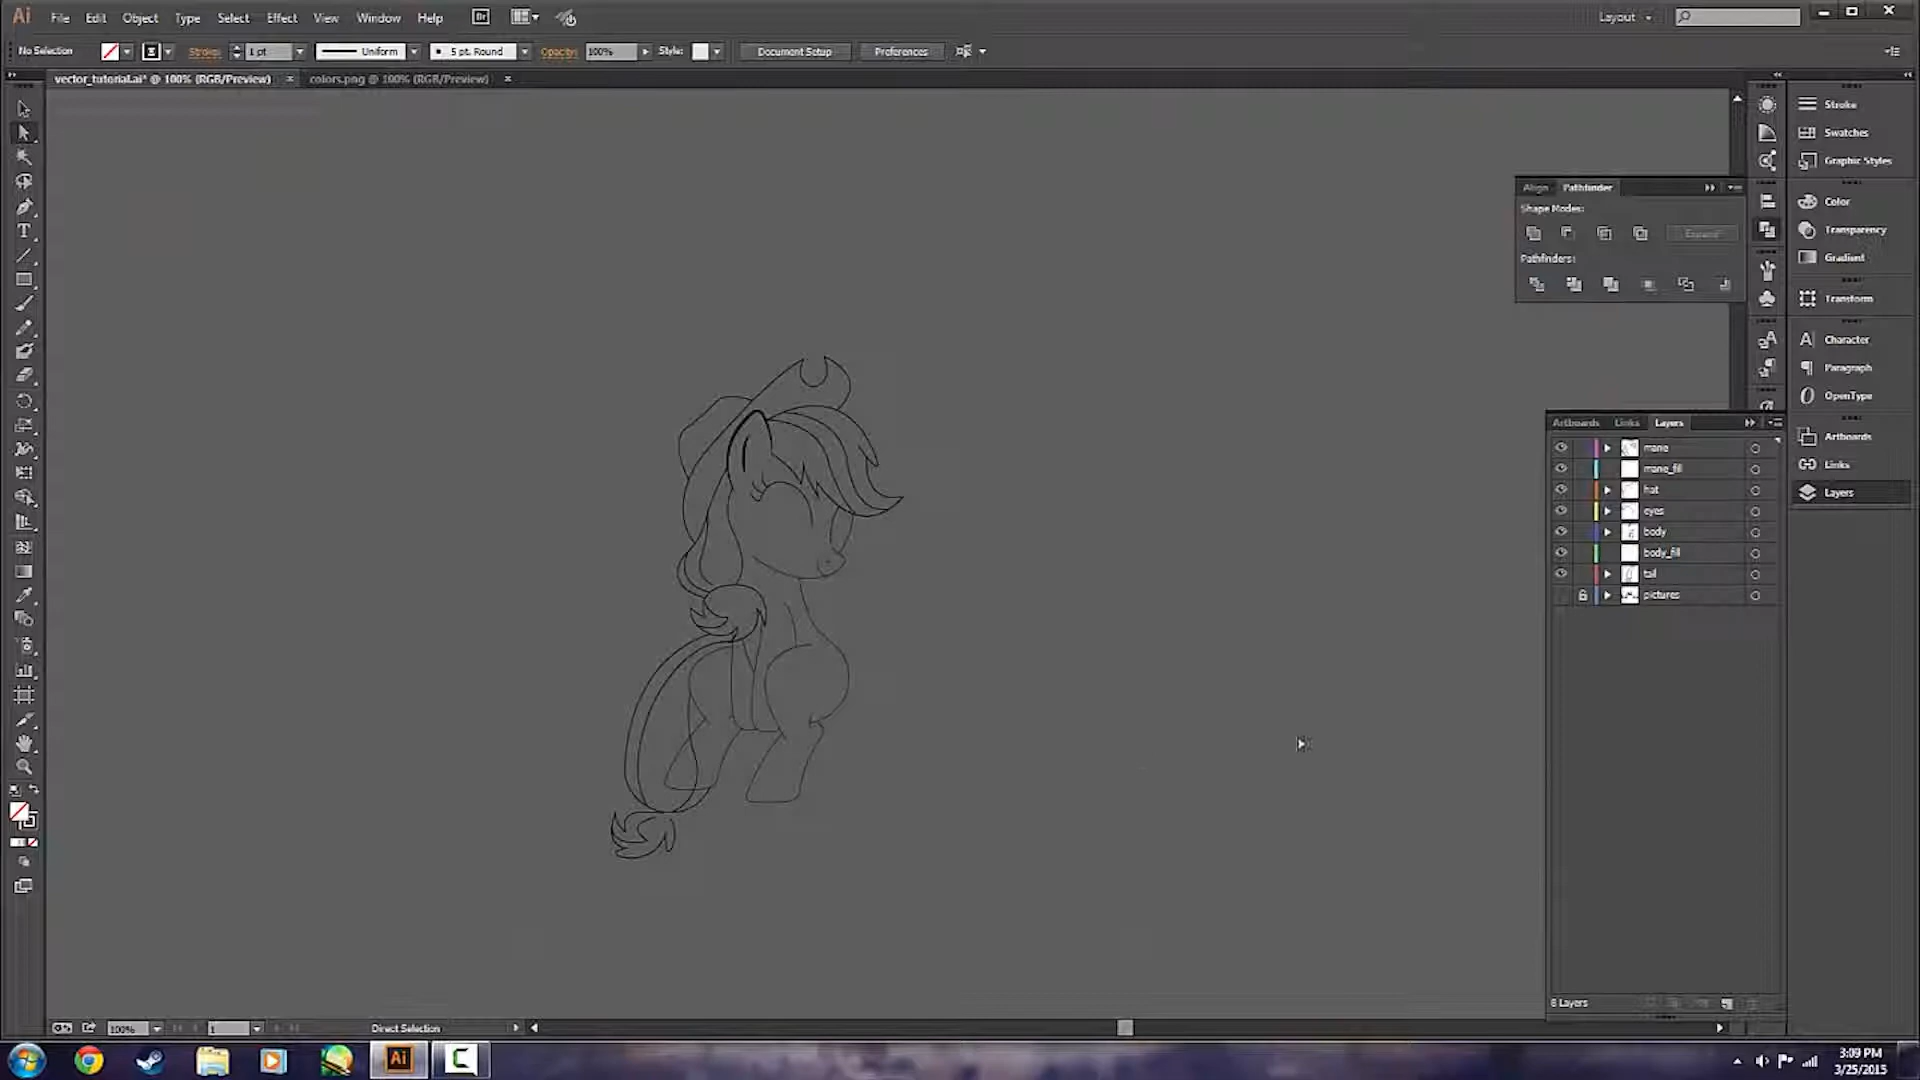 Ai File Edit Object Type Select Effect View Window Help Br Layout
No Selection Stroke: 1 pt Uniform 5 pt. Round Opacity: 100% Style: Document Setup Preferences
vector_tutorial.ai* @ 100% (RGB/Preview) colors.png @ 100% (RGB/Preview)
Stroke
Swatches
Graphic Styles
Color
Transparency
Gradient
Transform
Character
Paragraph
OpenType
Artboards
Links
Layers
Align Pathfinder
Shape Modes:
Expand
Pathfinders:
Artboards Links Layers
mane
mane_fill
hat
eyes
body
body_fill
tail
pictures
8 Layers
100% 1 Direct Selection
Ai
3:09 PM
3/25/2015